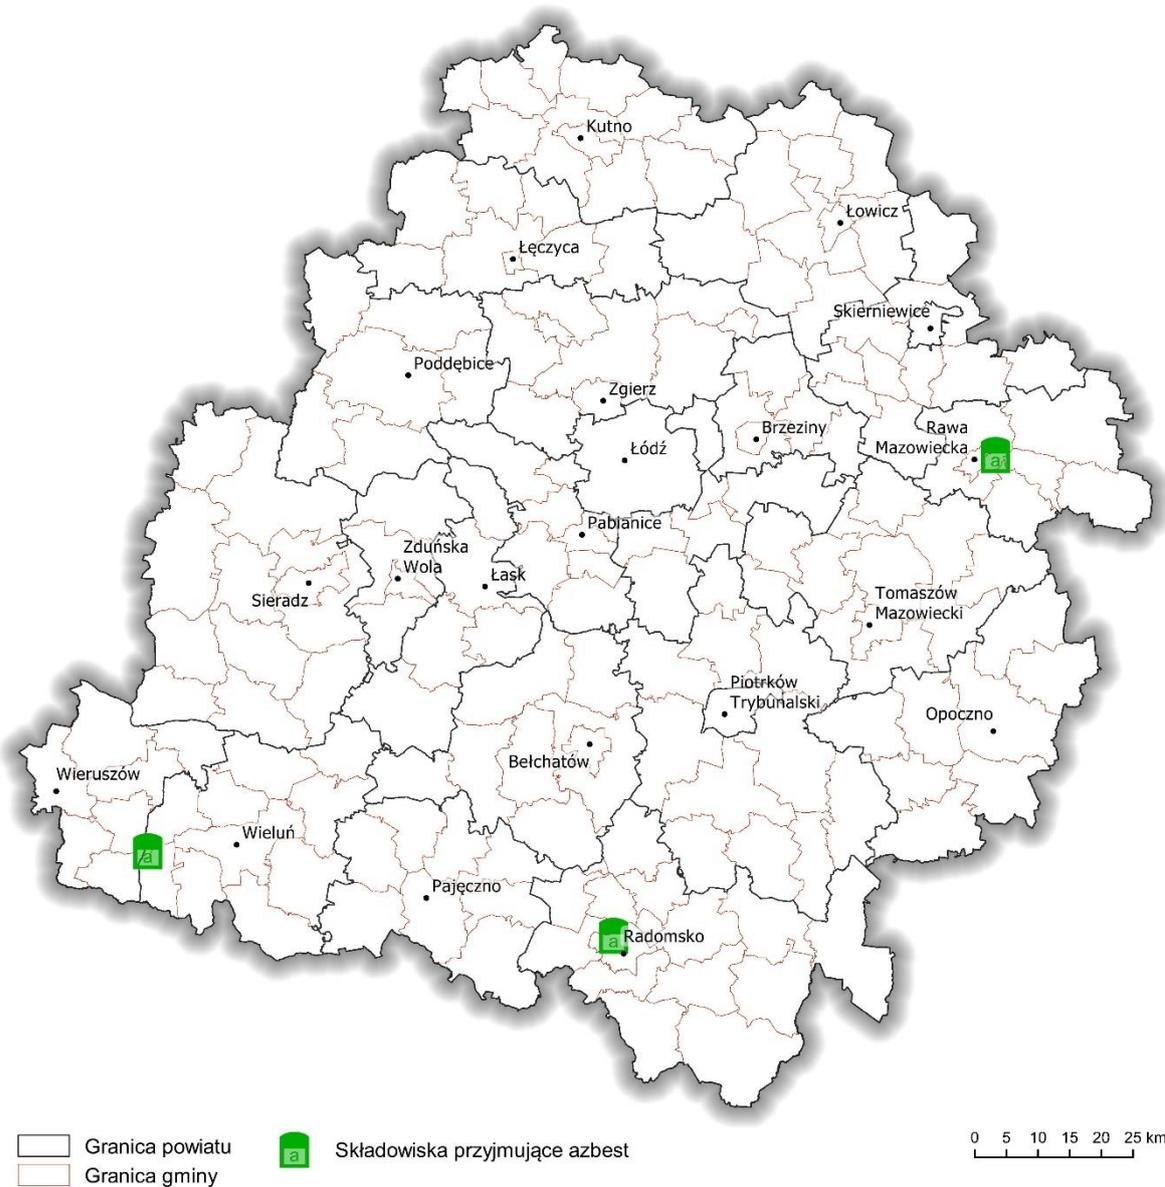 Kutno
Łowicz
Łęczyca
Skierniewice
Poddębice
Zgierz
Brzeziny
Rawa
Mazowiecka
a
Łódź
Pabianice
Zduńska
Wola
Łask
Sieradz
Tomaszów
Mazowiecki
Piotrków
Trybunalski
Opoczno
Bełchatów
Wieruszów
Wieluń
a
Pajęczno
a
Radomsko
Granica powiatu
Granica gminy
a
Składowiska przyjmujące azbest
0 5 10 15 20 25 km